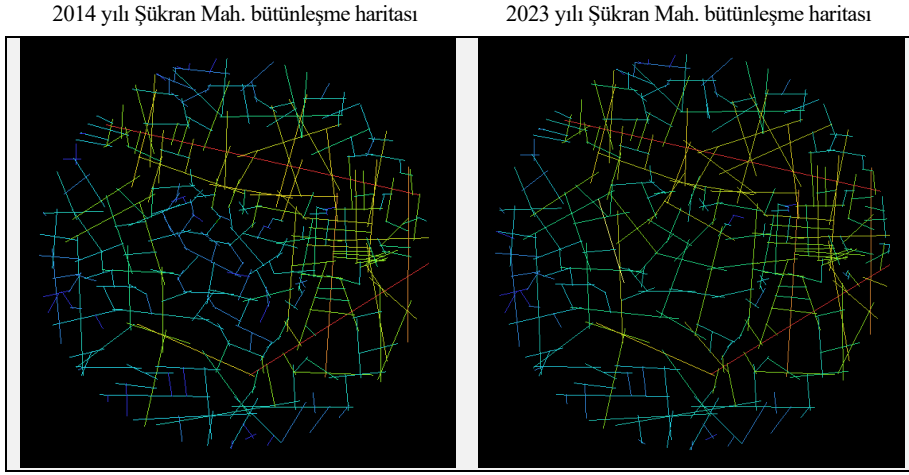 2014 yılı Şükran Mah. bütünleşme haritası
2023 yılı Şükran Mah. bütünleşme haritası